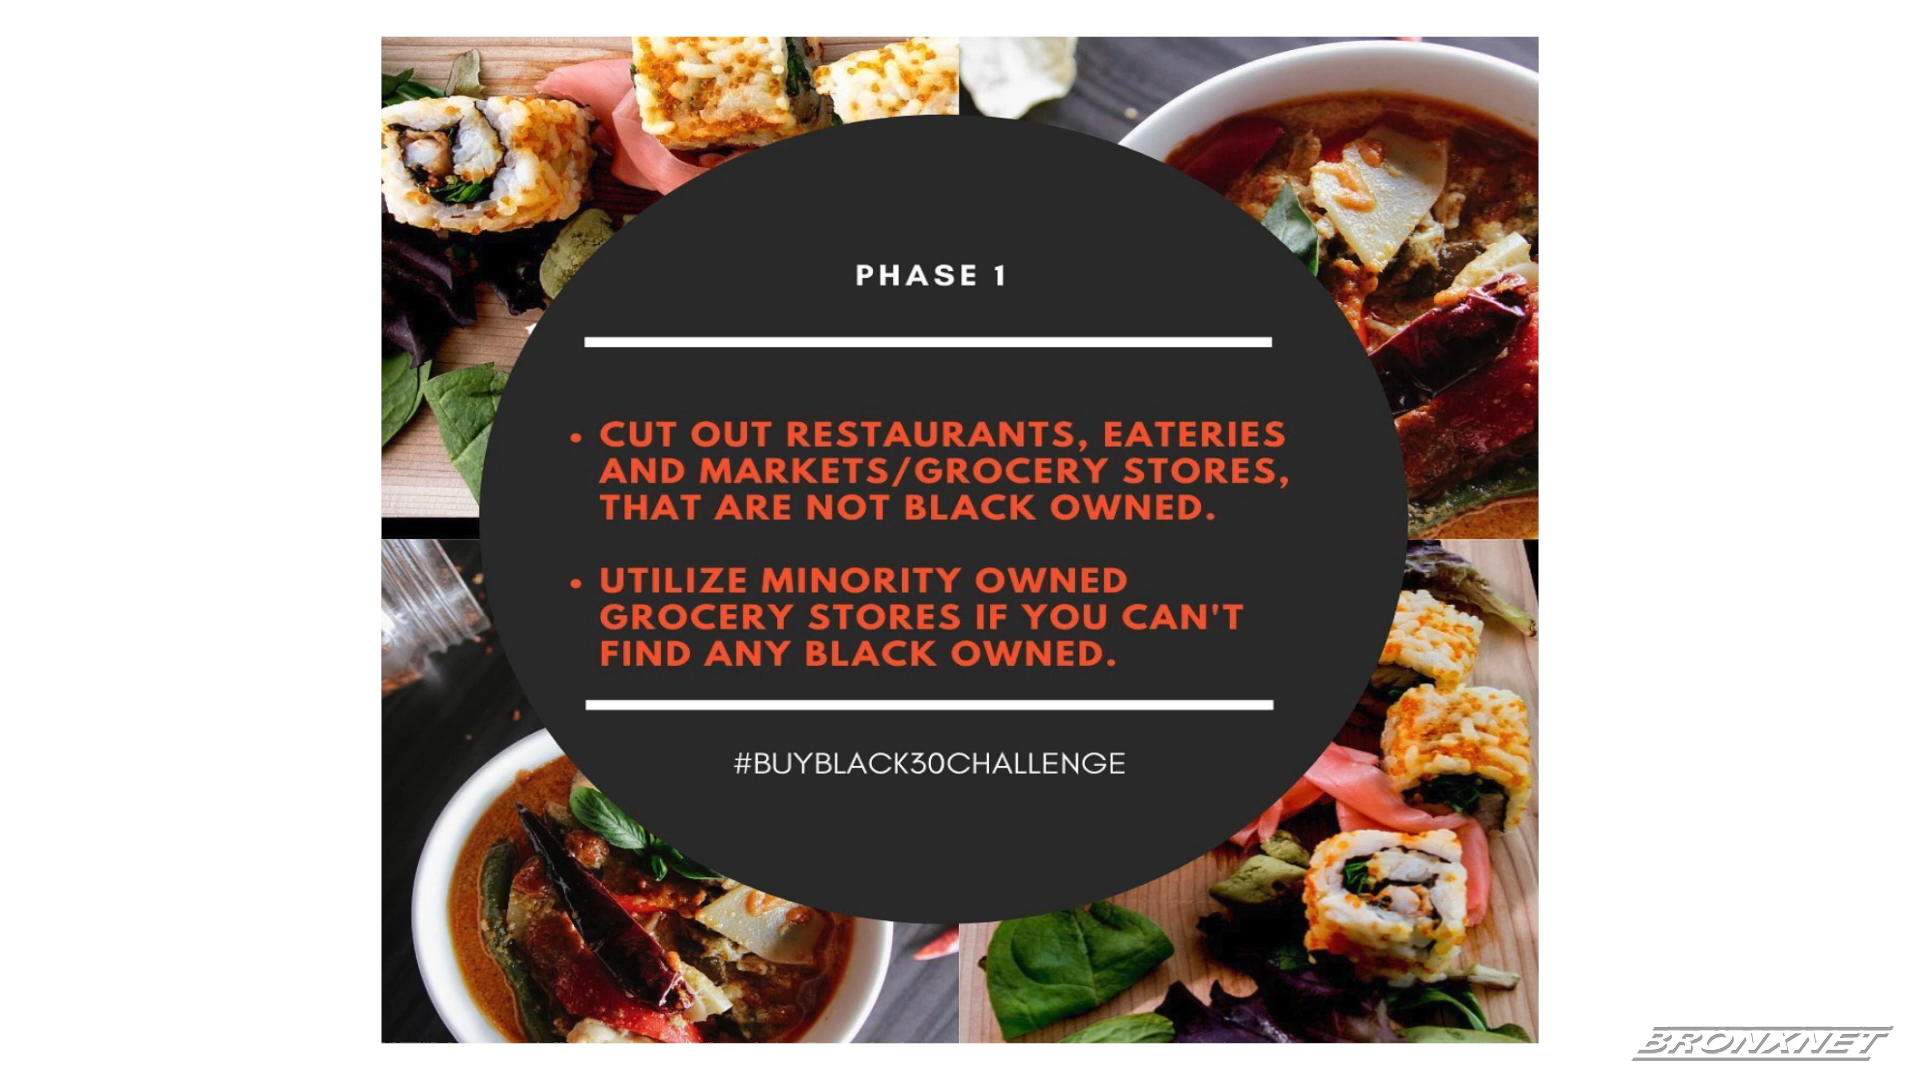 PHASE 1
• CUT OUT RESTAURANTS, EATERIES
AND MARKETS/GROCERY STORES,
THAT ARE NOT BLACK OWNED.
• UTILIZE MINORITY OWNED
GROCERY STORES IF YOU CAN'T
FIND ANY BLACK OWNED.
#BUYBLACK30CHALLENGE
BRONXNET